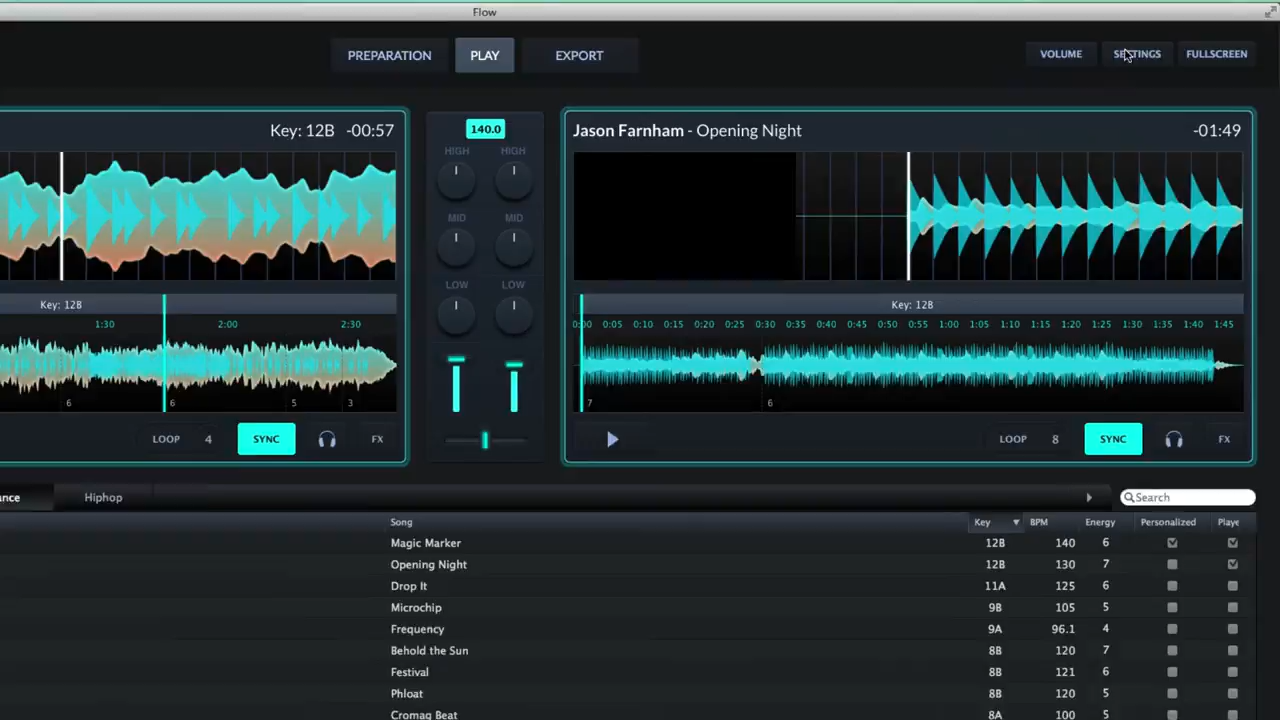 Flow
PREPARATION PLAY EXPORT
VOLUME SETTINGS FULLSCREEN
Key: 12B -00:57
140.0
HIGH HIGH
MID MID
LOW LOW
Jason Farnham - Opening Night -01:49
Key: 12B
1:30 2:00 2:30
6 6 5 3
LOOP 4 SYNC FX
Key: 12B
0:00 0:05 0:10 0:15 0:20 0:25 0:30 0:35 0:40 0:45 0:50 0:55 1:00 1:05 1:10 1:15 1:20 1:25 1:30 1:35 1:40 1:45
7 6
LOOP 8 SYNC FX
ance Hiphop
Search
Song Key BPM Energy Personalized Playe
Magic Marker 12B 140 6
Opening Night 12B 130 7
Drop It 11A 125 6
Microchip 9B 105 5
Frequency 9A 96.1 4
Behold the Sun 8B 120 7
Festival 8B 121 6
Phloat 8B 120 5
Cromag Beat 8A 100 5